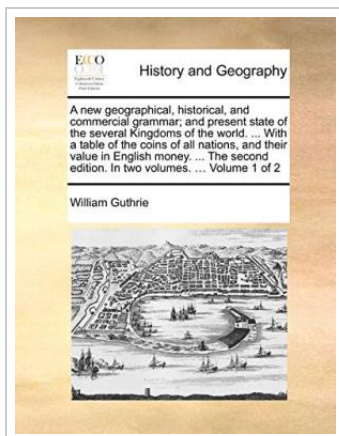 ECCO
History and Geography
A new geographical, historical, and
commercial grammar; and present state of
the several Kingdoms of the world. ... With
a table of the coins of all nations, and their
value in English money. ... The second
edition. In two volumes. ... Volume 1 of 2
William Guthrie